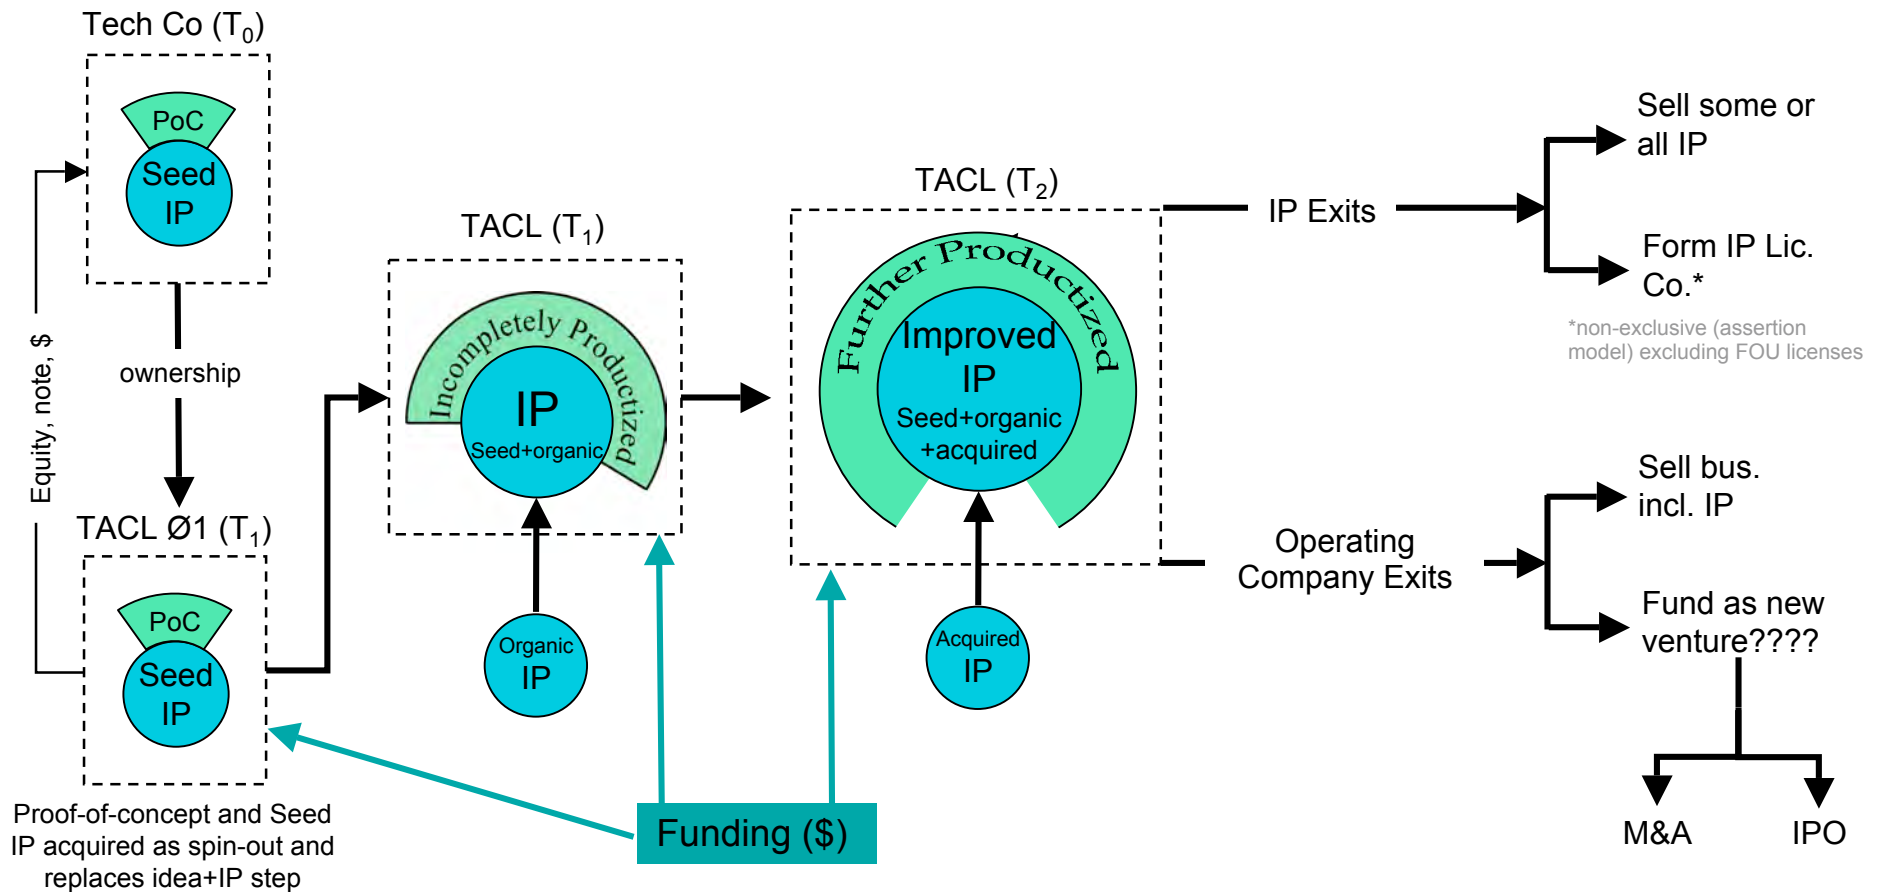 Tech Co (T0)
PoC
Seed
IP
Equity, note, $
ownership
TACL Ø1 (T1)
PoC
Seed
IP
Proof-of-concept and Seed
IP acquired as spin-out and
replaces idea+IP step
TACL (T1)
Incompletely Productized
IP
Seed+organic
Organic
IP
Funding ($)
TACL (T2)
Further Productized
Improved
IP
Seed+organic
+acquired
Acquired
IP
IP Exits
Sell some or
all IP
Form IP Lic.
Co.*
*non-exclusive (assertion
model) excluding FOU licenses
Operating
Company Exits
Sell bus.
incl. IP
Fund as new
venture????
M&A
IPO